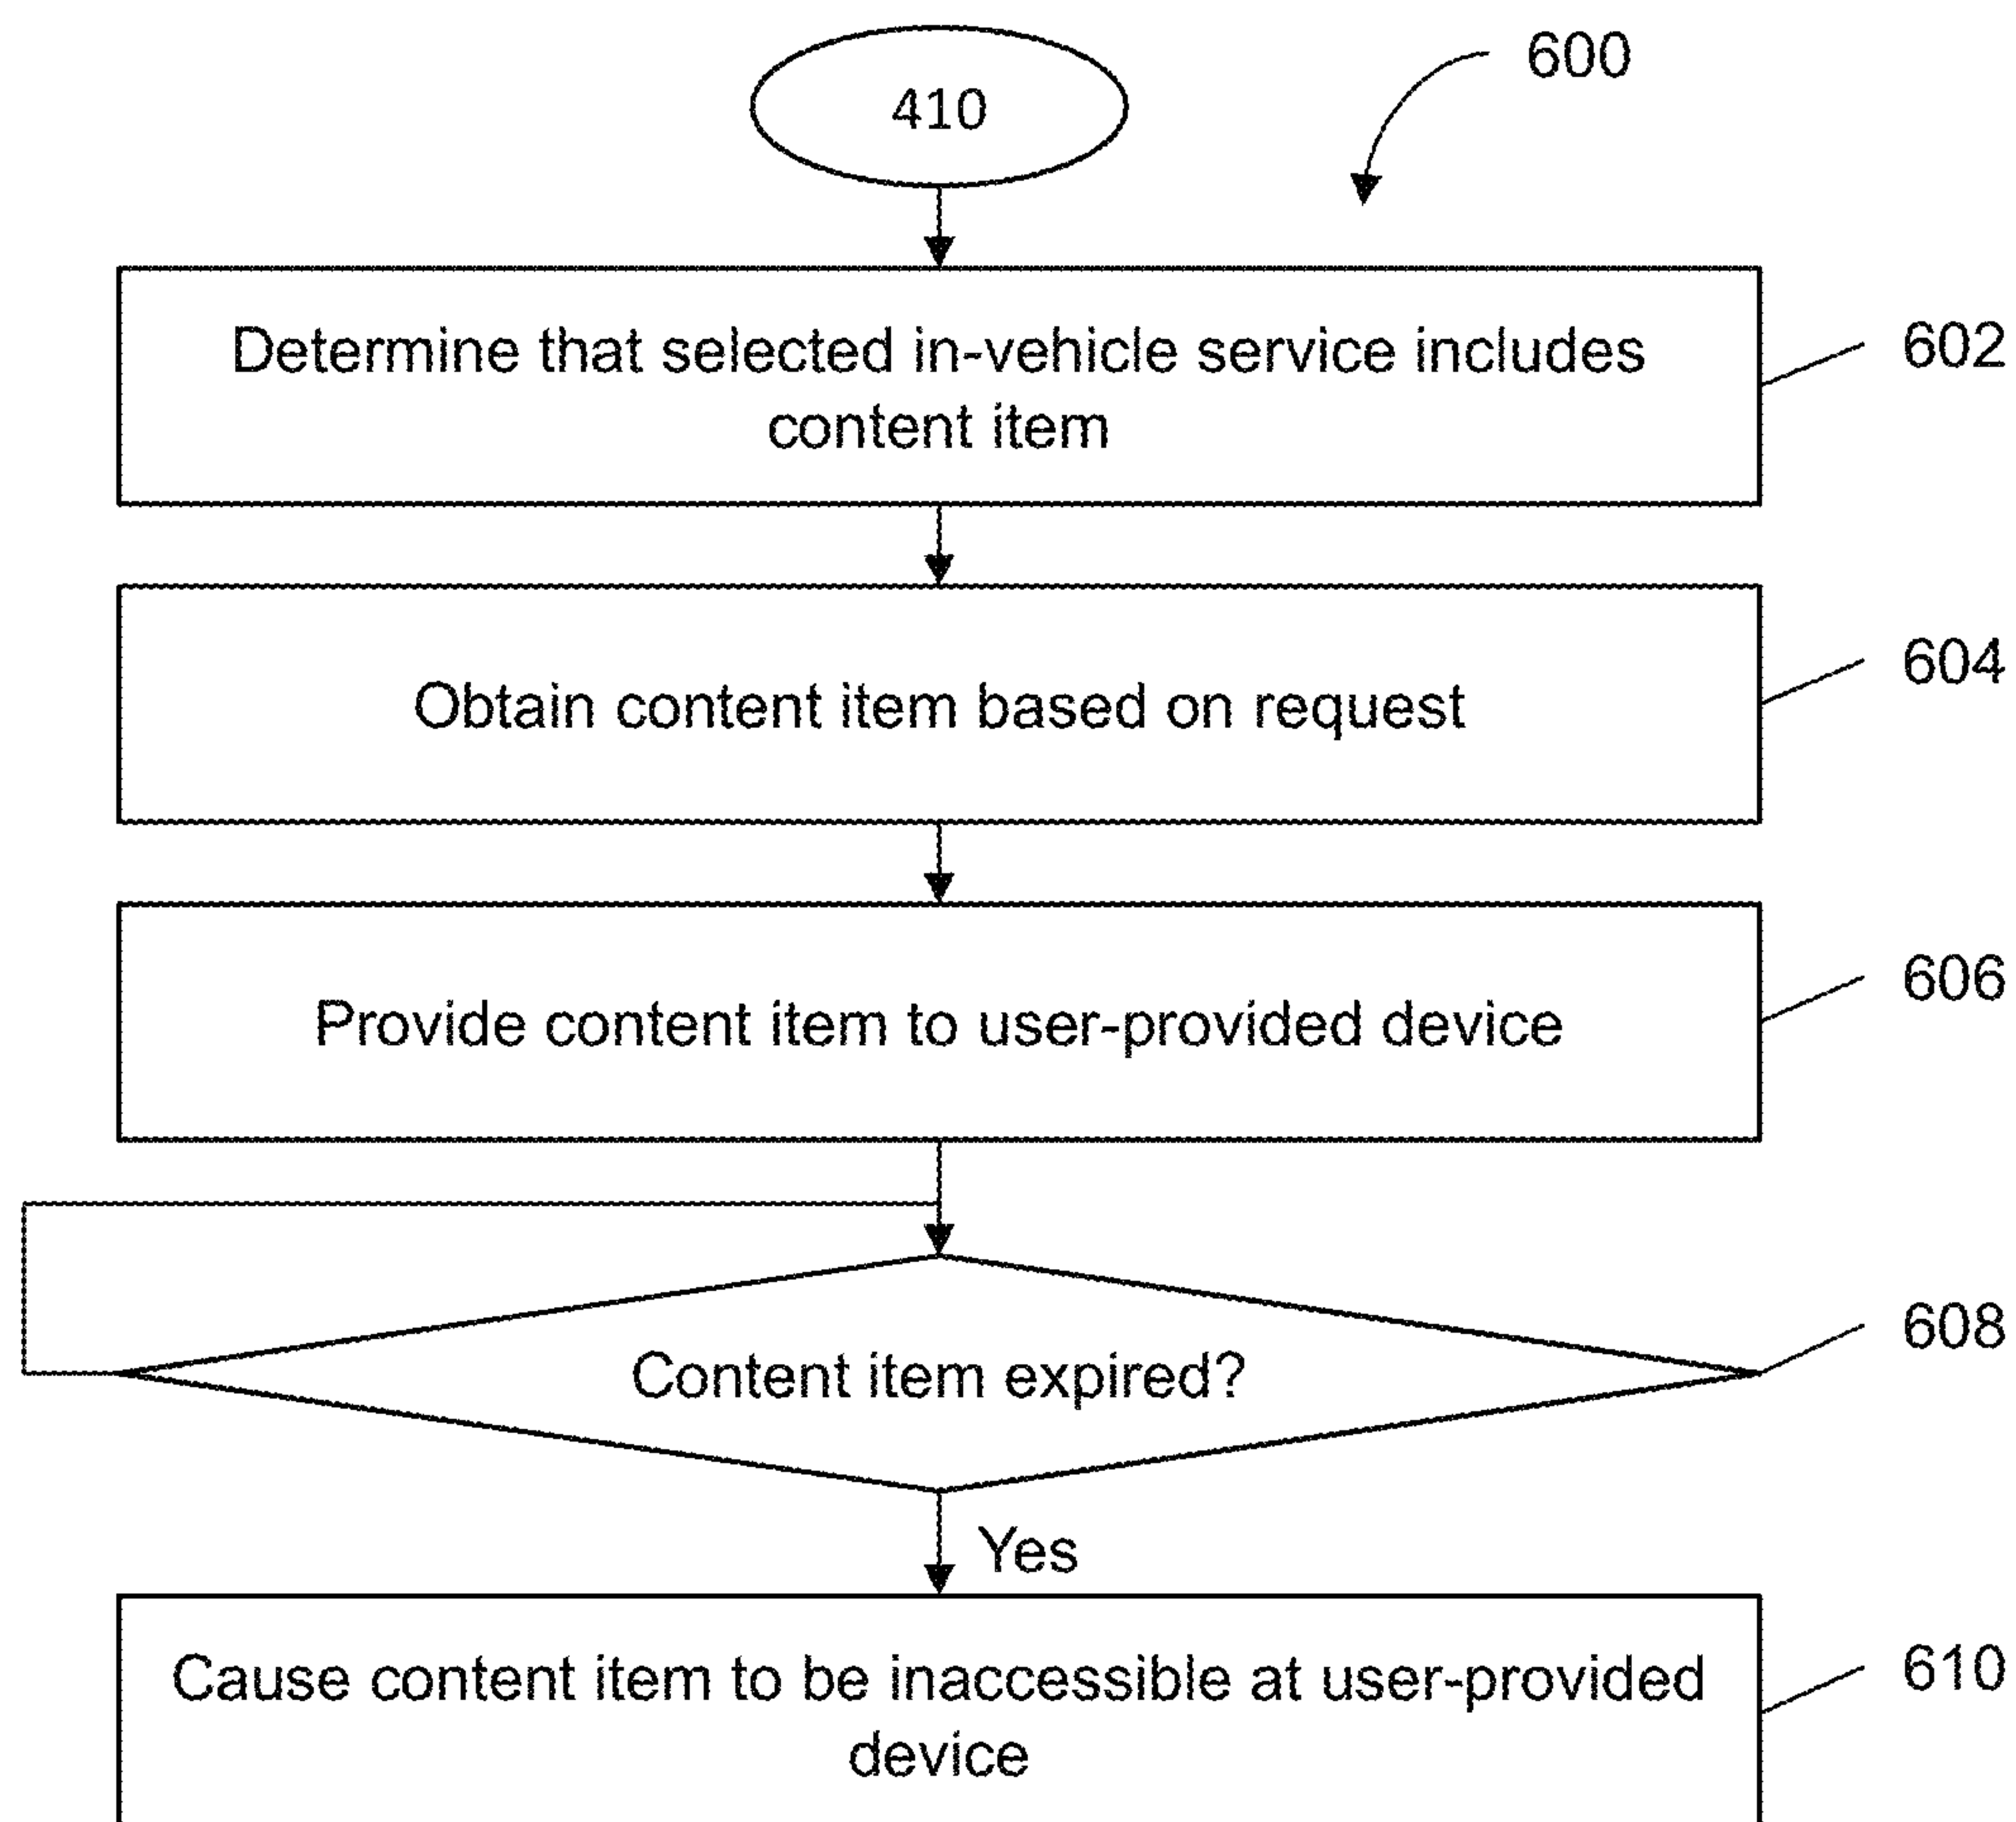 600
410
Determine that selected in-vehicle service includes
content item
602
Obtain content item based on request
604
Provide content item to user-provided device
606
Content item expired?
608
Yes
Cause content item to be inaccessible at user-provided
device
610